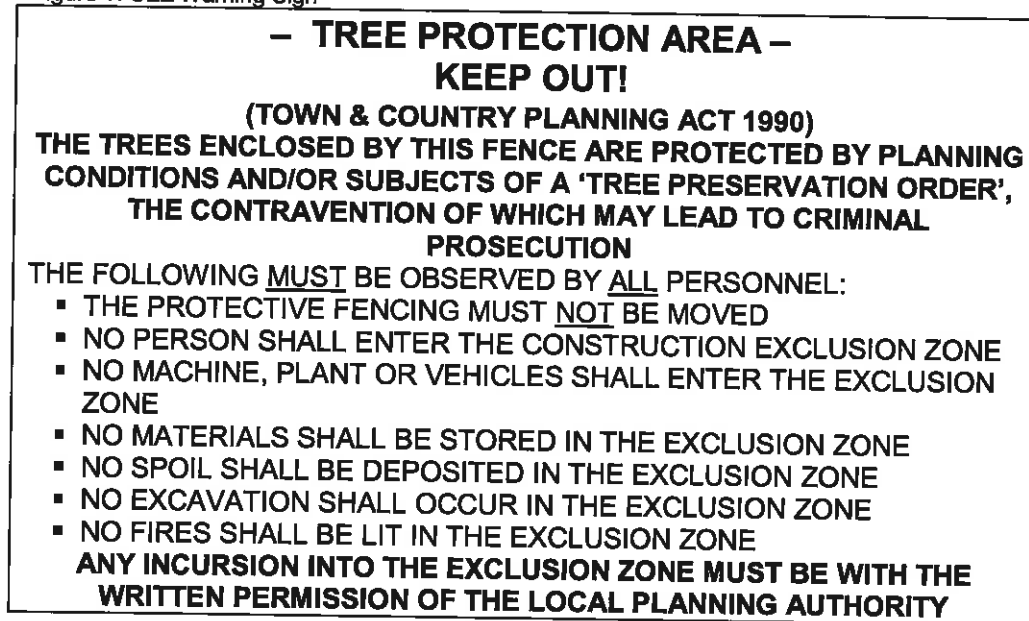 – TREE PROTECTION AREA –
KEEP OUT!
(TOWN & COUNTRY PLANNING ACT 1990)
THE TREES ENCLOSED BY THIS FENCE ARE PROTECTED BY PLANNING
CONDITIONS AND/OR SUBJECTS OF A ‘TREE PRESERVATION ORDER’,
THE CONTRAVENTION OF WHICH MAY LEAD TO CRIMINAL
PROSECUTION
THE FOLLOWING MUST BE OBSERVED BY ALL PERSONNEL:
▪ THE PROTECTIVE FENCING MUST NOT BE MOVED
▪ NO PERSON SHALL ENTER THE CONSTRUCTION EXCLUSION ZONE
▪ NO MACHINE, PLANT OR VEHICLES SHALL ENTER THE EXCLUSION
ZONE
▪ NO MATERIALS SHALL BE STORED IN THE EXCLUSION ZONE
▪ NO SPOIL SHALL BE DEPOSITED IN THE EXCLUSION ZONE
▪ NO EXCAVATION SHALL OCCUR IN THE EXCLUSION ZONE
▪ NO FIRES SHALL BE LIT IN THE EXCLUSION ZONE
ANY INCURSION INTO THE EXCLUSION ZONE MUST BE WITH THE
WRITTEN PERMISSION OF THE LOCAL PLANNING AUTHORITY